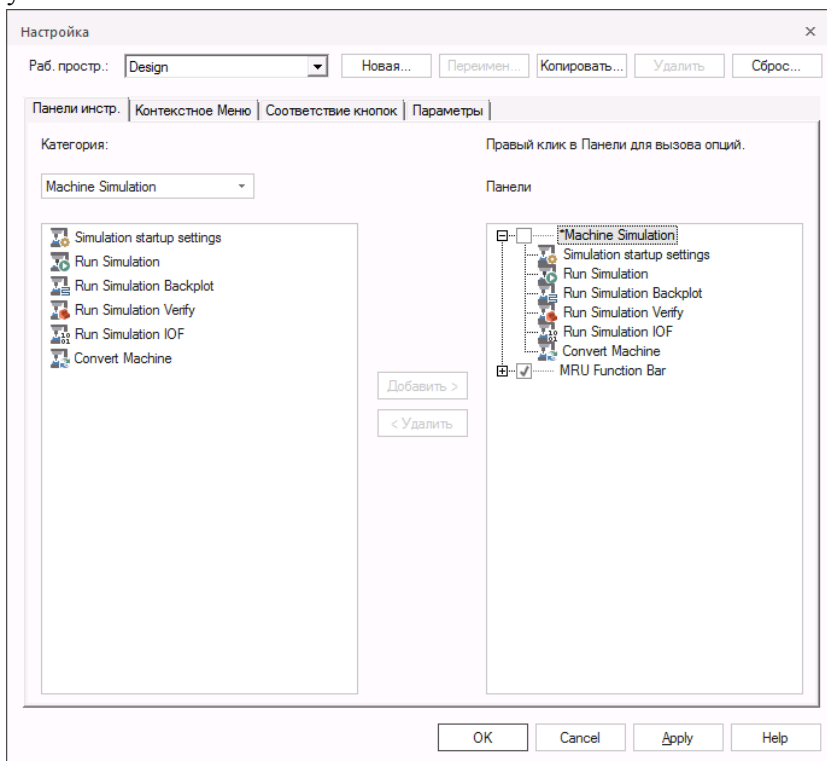 Настройка
Раб. простр.: Design Новая... Переимен... Копировать... Удалить Сброс...
Панели инстр. Контекстное Меню Соответствие кнопок Параметры
Категория:
Правый клик в Панели для вызова опций.
Machine Simulation
Панели
Simulation startup settings
Run Simulation
Run Simulation Backplot
Run Simulation Verify
Run Simulation IOF
Convert Machine
Добавить >
< Удалить
*Machine Simulation
Simulation startup settings
Run Simulation
Run Simulation Backplot
Run Simulation Verify
Run Simulation IOF
Convert Machine
MRU Function Bar
OK Cancel Apply Help